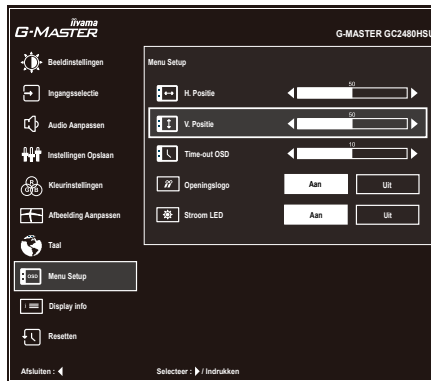 iiyama
G-MASTER
G-MASTER GC2480HSU
Beeldinstellingen
Ingangsselectie
Audio Aanpassen
Instellingen Opslaan
Kleurinstellingen
Afbeelding Aanpassen
Taal
OSD Menu Setup
Display info
Resetten
Menu Setup
H. Positie 50
V. Positie 50
Time-out OSD 10
Openingslogo Aan Uit
Stroom LED Aan Uit
Afsluiten :
Selecteer : / Indrukken